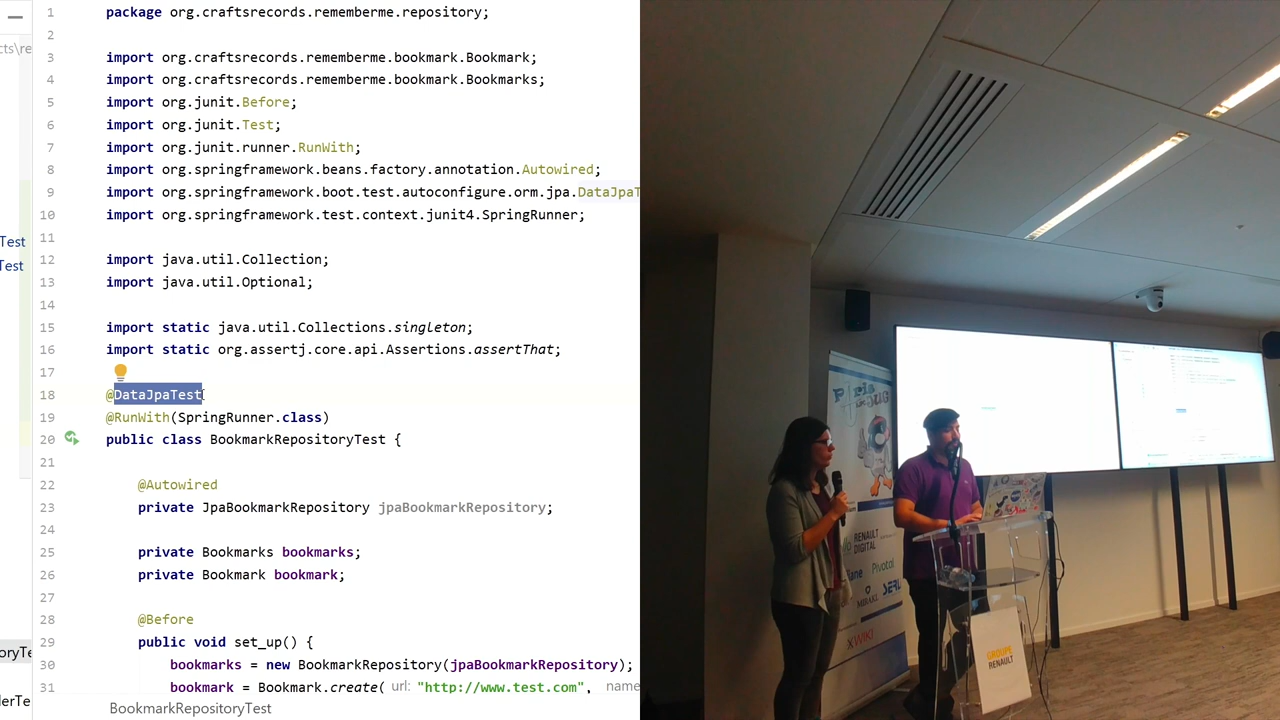 cts\re
Test
Test
oryTe
derTe
1 package org.craftsrecords.rememberme.repository;
2
3 import org.craftsrecords.rememberme.bookmark.Bookmark;
4 import org.craftsrecords.rememberme.bookmark.Bookmarks;
5 import org.junit.Before;
6 import org.junit.Test;
7 import org.junit.runner.RunWith;
8 import org.springframework.beans.factory.annotation.Autowired;
9 import org.springframework.boot.test.autoconfigure.orm.jpa.DataJpaT
10 import org.springframework.test.context.junit4.SpringRunner;
11
12 import java.util.Collection;
13 import java.util.Optional;
14
15 import static java.util.Collections.singleton;
16 import static org.assertj.core.api.Assertions.assertThat;
17
18 @DataJpaTest
19 @RunWith(SpringRunner.class)
20 public class BookmarkRepositoryTest {
21
22 @Autowired
23 private JpaBookmarkRepository jpaBookmarkRepository;
24
25 private Bookmarks bookmarks;
26 private Bookmark bookmark;
27
28 @Before
29 public void set_up() {
30 bookmarks = new BookmarkRepository(jpaBookmarkRepository);
31 bookmark = Bookmark.create( url: "http://www.test.com", name
BookmarkRepositoryTest
RENAULT
DIGITAL
Pivotal
MIRAKL
XWIKI
GROUPE
RENAULT